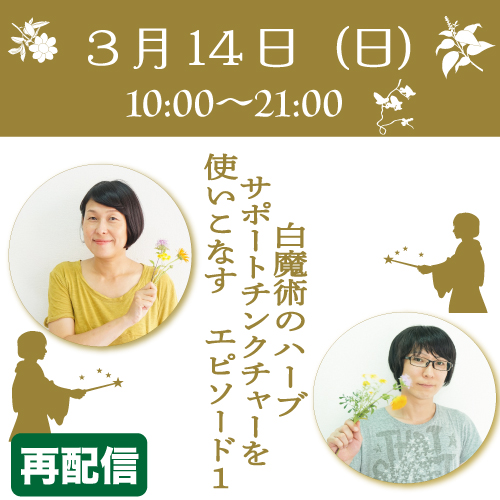 3月14日（日）
10:00～21:00
白魔術のハーブ
サポートチンクチャーを
使いこなす　エピソード1
再配信